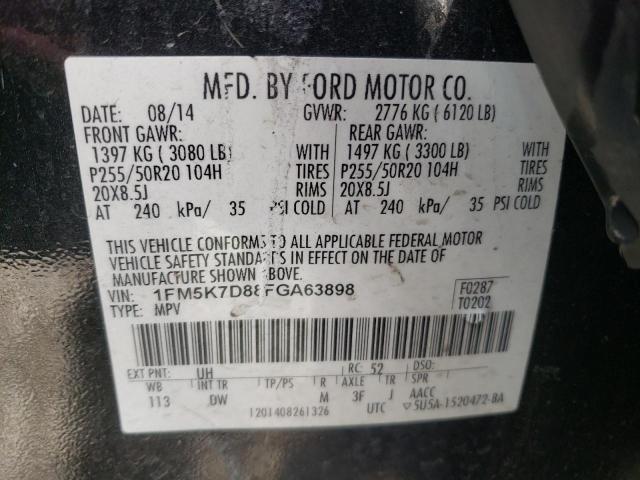 MFD. BY FORD MOTOR CO.
DATE: 08/14 GVWR: 2776 KG ( 6120 LB)
FRONT GAWR: REAR GAWR:
1397 KG ( 3080 LB) WITH 1497 KG ( 3300 LB) WITH
P255/50R20 104H TIRES P255/50R20 104H TIRES
20X8.5J RIMS 20X8.5J RIMS
AT 240 kPa/ 35 PSI COLD AT 240 kPa/ 35 PSI COLD
THIS VEHICLE CONFORMS TO ALL APPLICABLE FEDERAL MOTOR
VEHICLE SAFETY STANDARDS IN EFFECT ON THE DATE OF
MANUFACTURE SHOWN ABOVE.
VIN: 1FM5K7D88FGA63898 F0287
TYPE: MPV T0202
EXT PNT: UH RC: 52 DSO:
WB INT TR TP/PS R AXLE TR SPR
113 DW M 3F J AACC
1201408261326 UTC ▽5U5A-1520472-BA